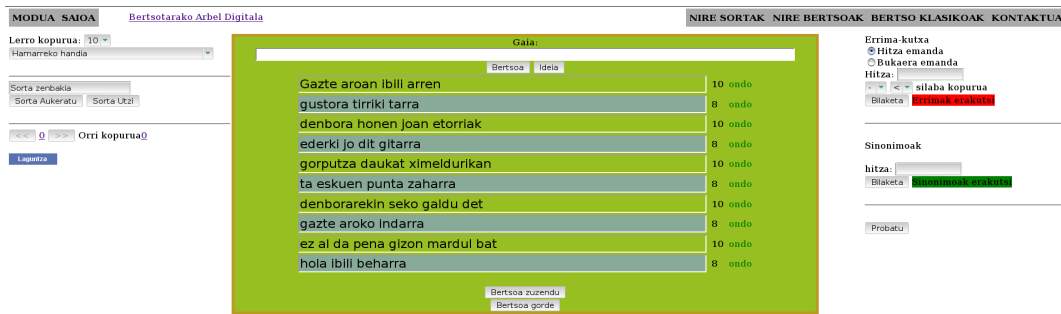 MODUA SAIOA
Bertsotarako Arbel Digitala
NIRE SORTAK NIRE BERTSOAK BERTSO KLASIKOAK KONTAKTUA
Lerro kopurua: 10
Hamarreko handia
Sorta zenbakia
Sorta Aukeratu Sorta Utzi
<< 0 >> Orri kopurua0
Laguntza
Gaia:
Bertsoa Ideia
Gazte aroan ibili arren 10 ondo
gustora tirriki tarra 8 ondo
denbora honen joan etorriak 10 ondo
ederki jo dit gitarra 8 ondo
gorputza daukat ximeldurikan 10 ondo
ta eskuen punta zaharra 8 ondo
denborarekin seko galdu det 10 ondo
gazte aroko indarra 8 ondo
ez al da pena gizon mardul bat 10 ondo
hola ibili beharra 8 ondo
Bertsoa zuzendu
Bertsoa gorde
Errima-kutxa
Hitza emanda
Bukaera emanda
Hitza:
- < silaba kopurua
Bilaketa Errimak erakutsi
Sinonimoak
hitza:
Bilaketa Sinonimoak erakutsi
Probatu